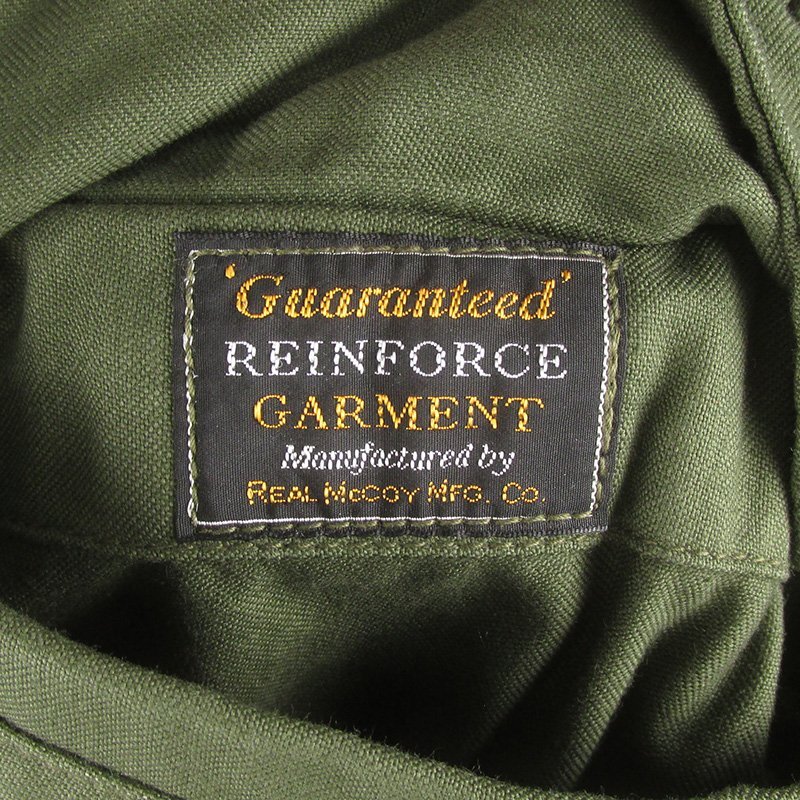 'Guaranteed'
REINFORCE
GARMENT
Manufactured by
REAL McCOY MFG. CO.